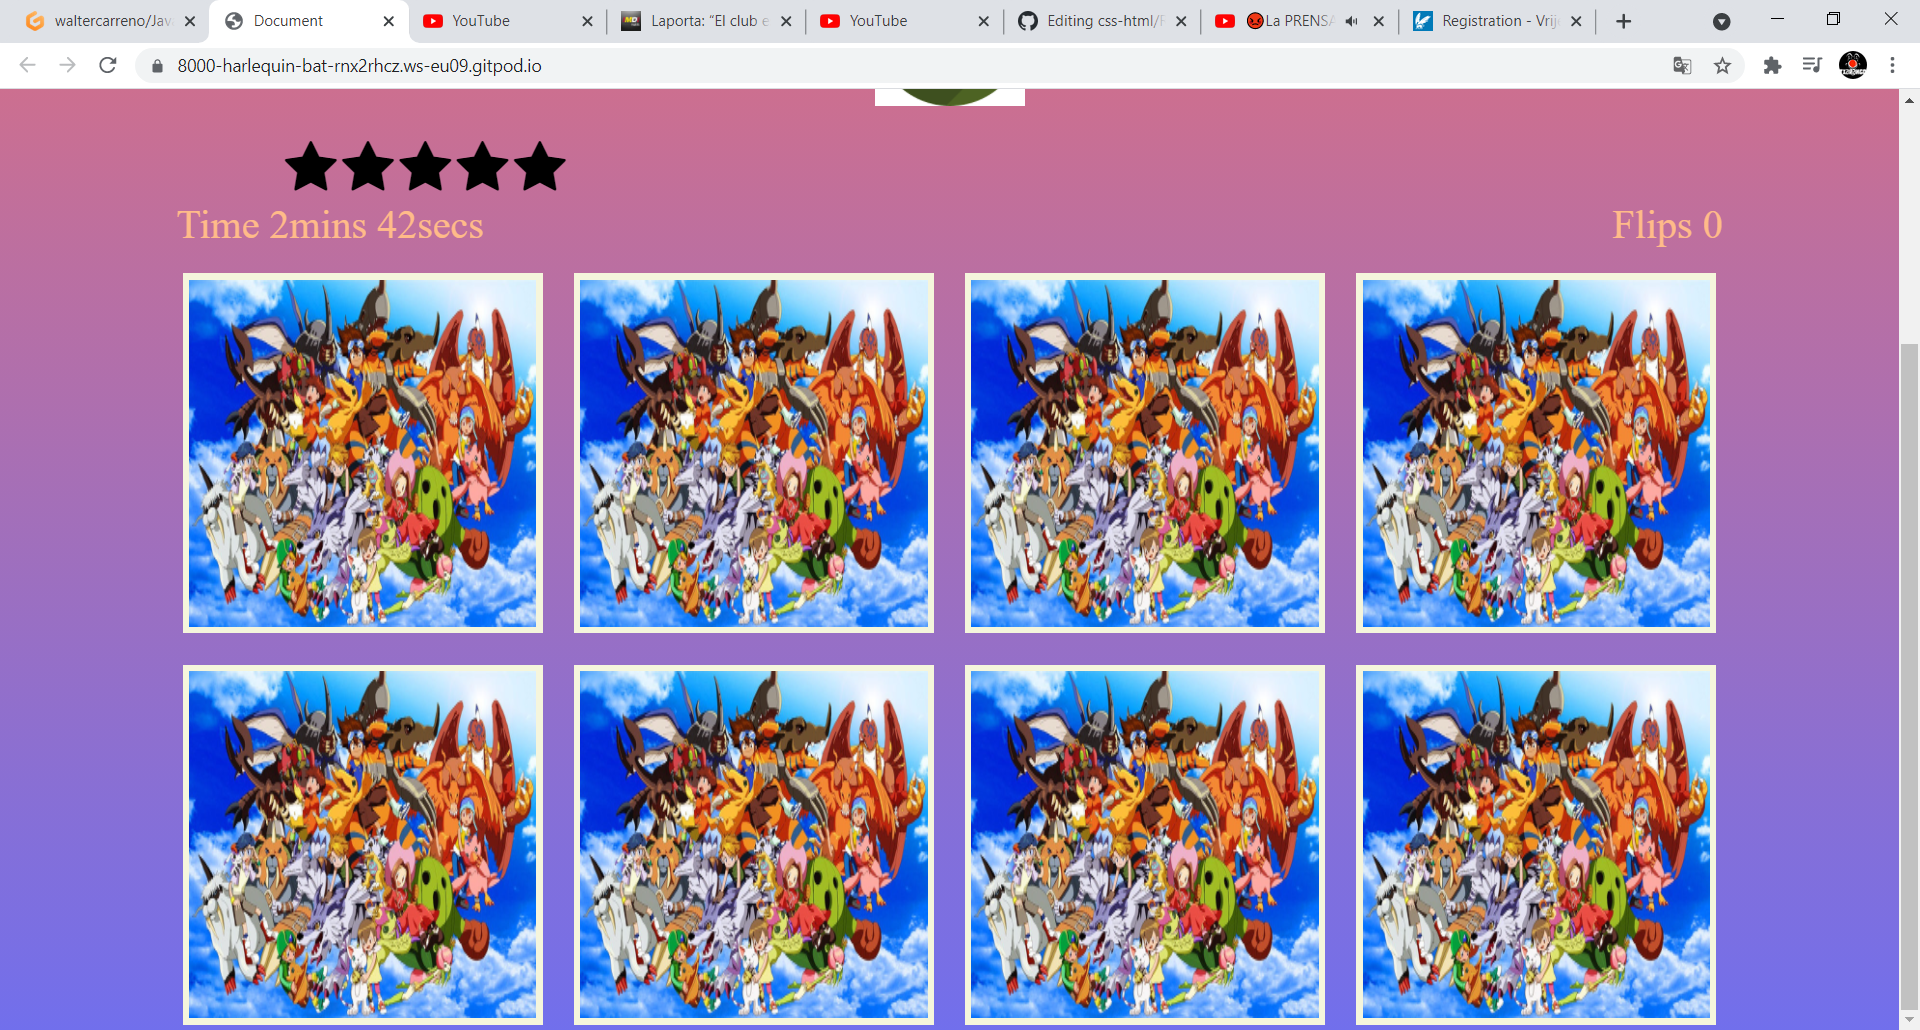 waltercarreno/Jav
Document
YouTube
Laporta: “El club e
YouTube
Editing css-html/
La PRENSA
Registration - Vrij
8000-harlequin-bat-rnx2rhcz.ws-eu09.gitpod.io
Time 2mins 42secs
Flips 0